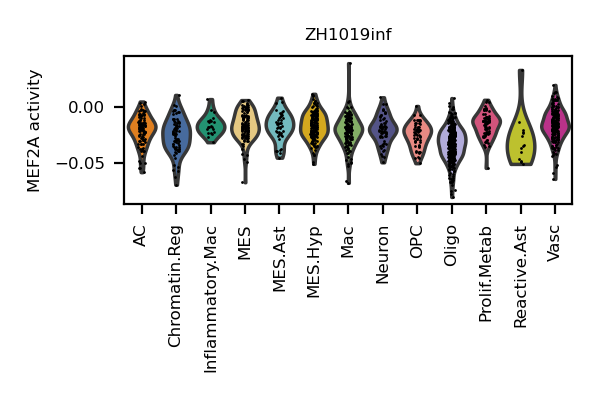 ZH1019inf
MEF2A activity
0.00
−0.05
AC
Chromatin.Reg
Inflammatory.Mac
MES
MES.Ast
MES.Hyp
Mac
Neuron
OPC
Oligo
Prolif.Metab
Reactive.Ast
Vasc